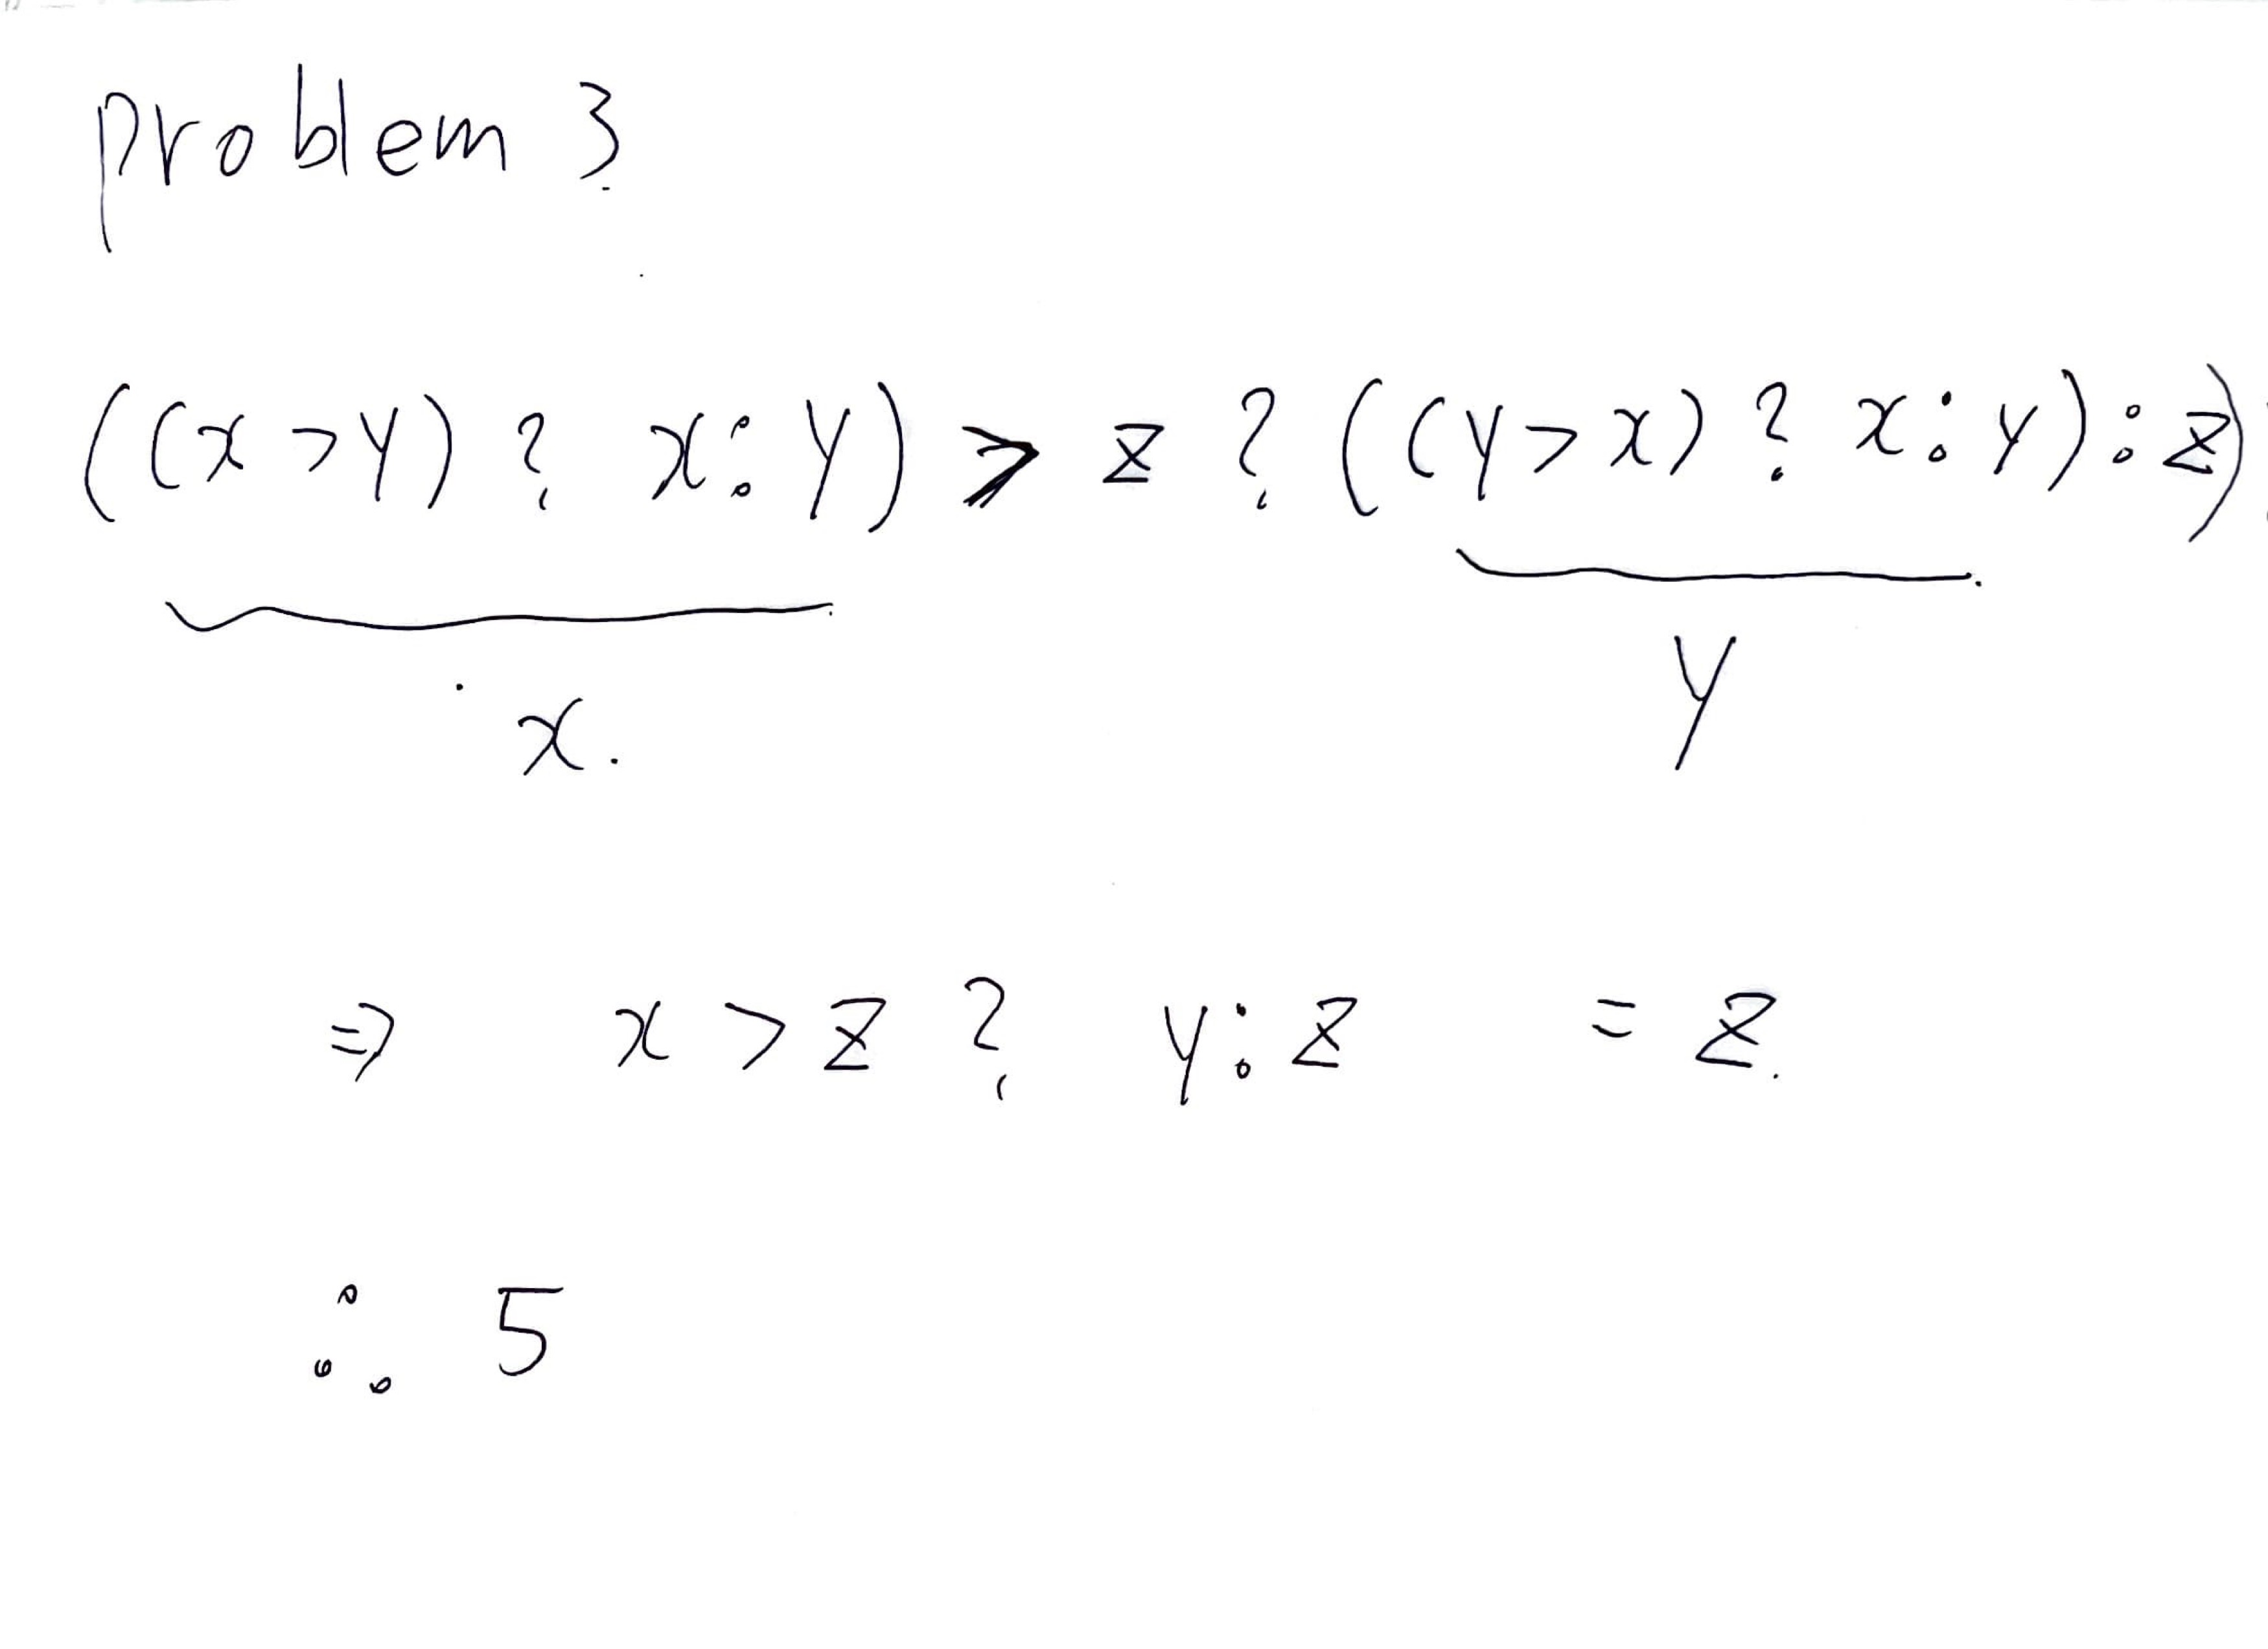 problem 3
((x>y) ? x:y) > z ? ((y>x) ? x:y):z)
x. y
⇒ x > z ? y:z = z.
∴ 5